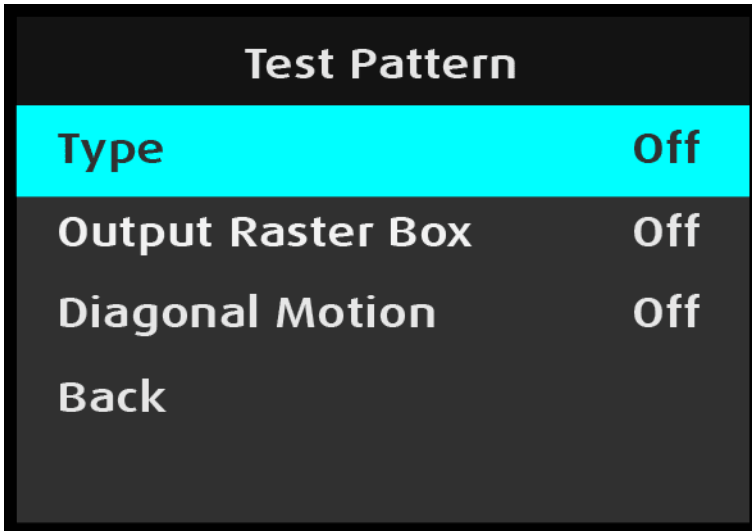 Test Pattern
Type Off
Output Raster Box Off
Diagonal Motion Off
Back